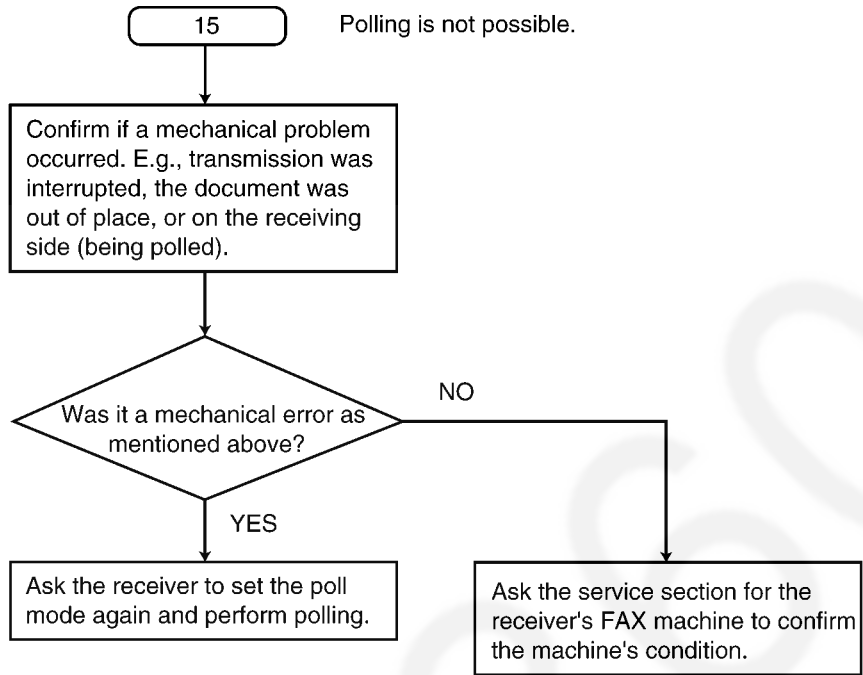 15
Polling is not possible.
Confirm if a mechanical problem
occurred. E.g., transmission was
interrupted, the document was
out of place, or on the receiving
side (being polled).
Was it a mechanical error as
mentioned above?
NO
YES
Ask the receiver to set the poll
mode again and perform polling.
Ask the service section for the
receiver's FAX machine to confirm
the machine's condition.